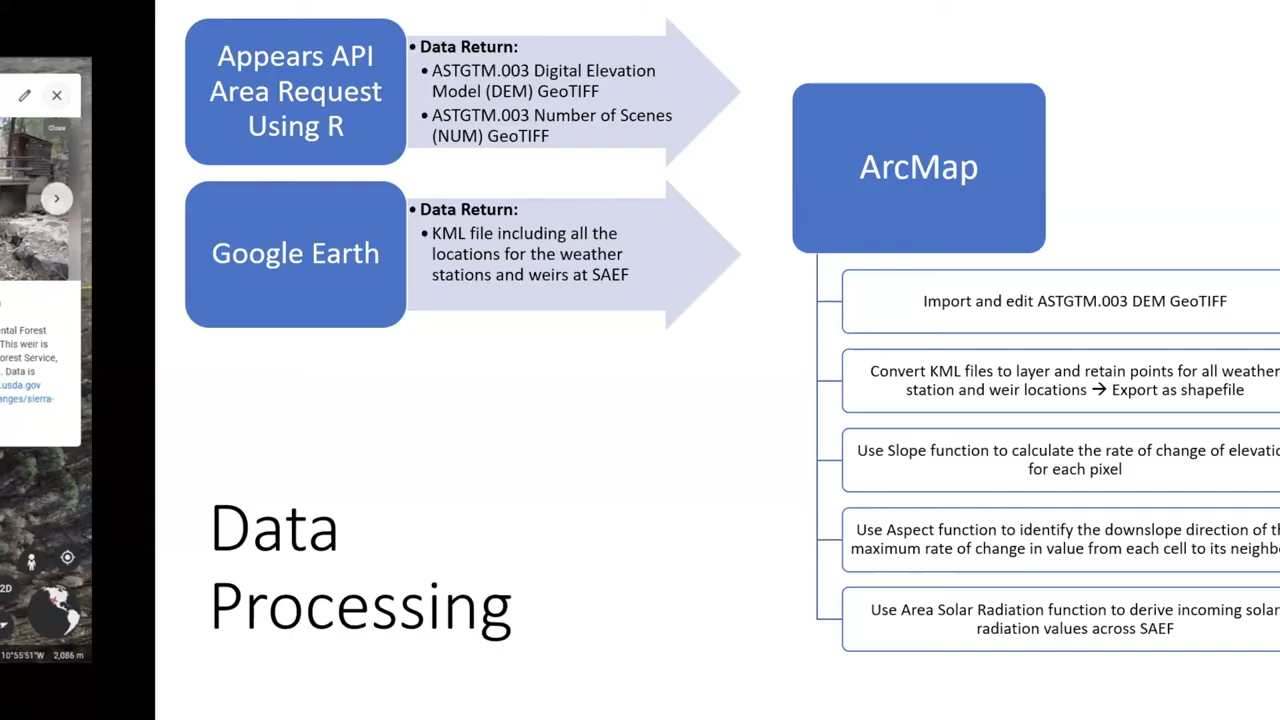 Close
ntal Forest
This weir is
orest Service,
. Data is
.usda.gov
anges/sierra-
2D
10°55'51"W 2,086 m
Appears API
Area Request
Using R
• Data Return:
• ASTGTM.003 Digital Elevation
Model (DEM) GeoTIFF
• ASTGTM.003 Number of Scenes
(NUM) GeoTIFF
Google Earth
• Data Return:
• KML file including all the
locations for the weather
stations and weirs at SAEF
Data
Processing
ArcMap
Import and edit ASTGTM.003 DEM GeoTIFF
Convert KML files to layer and retain points for all weather
station and weir locations → Export as shapefile
Use Slope function to calculate the rate of change of elevatio
for each pixel
Use Aspect function to identify the downslope direction of th
maximum rate of change in value from each cell to its neighb
Use Area Solar Radiation function to derive incoming solar
radiation values across SAEF